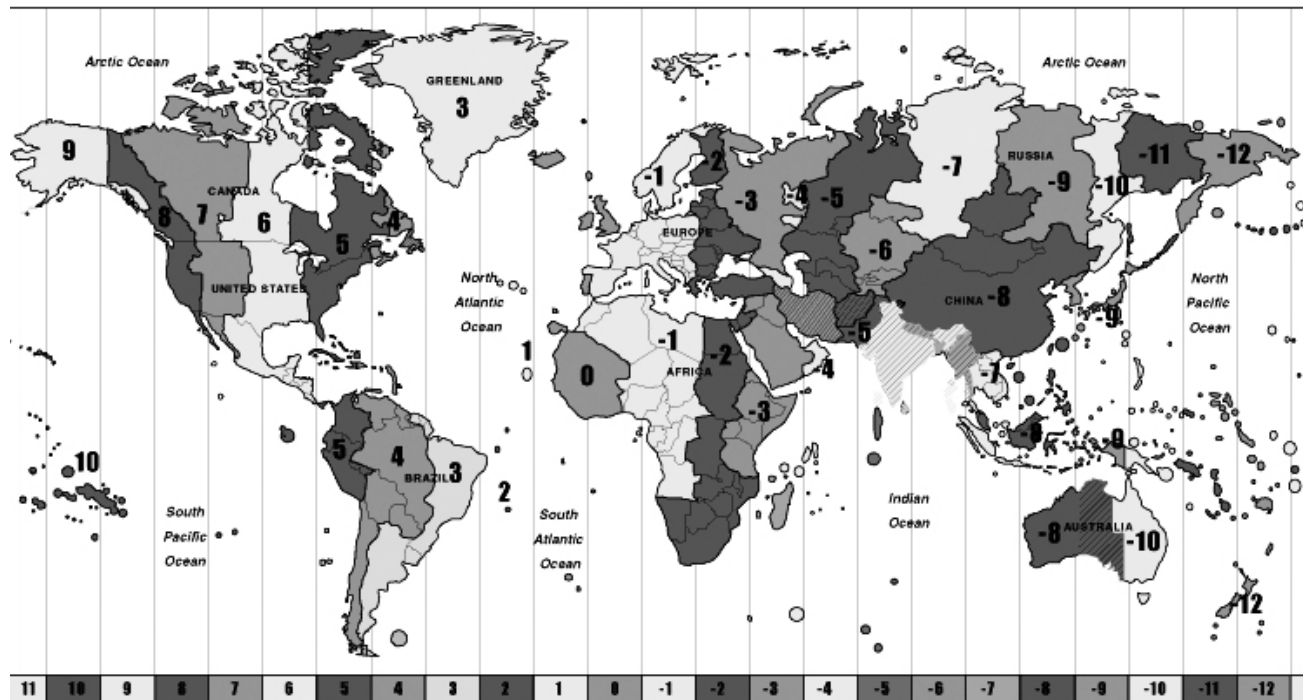 Arctic Ocean
Arctic Ocean
GREENLAND
3
9
-2
-11
-12
-1
-7
RUSSIA
-10
-9
CANADA
8
7
6
4
-3
-4
-5
5
EUROPE
-6
UNITED STATES
North
Atlantic
Ocean
CHINA -8
North
Pacific
Ocean
-9
-5
1
-1
-2
0
AFRICA
-4
-7
-3
5
4
3
BRAZIL
-8
-9
10
2
South
Pacific
Ocean
South
Atlantic
Ocean
Indian
Ocean
-8
AUSTRALIA
-10
-12
11 10 9 8 7 6 5 4 3 2 1 0 -1 -2 -3 -4 -5 -6 -7 -8 -9 -10 -11 -12